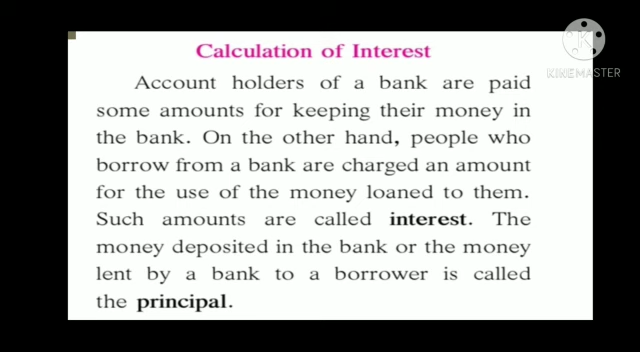 Calculation of Interest
Account holders of a bank are paid
some amounts for keeping their money in
the bank. On the other hand, people who
borrow from a bank are charged an amount
for the use of the money loaned to them.
Such amounts are called interest. The
money deposited in the bank or the money
lent by a bank to a borrower is called
the principal.
KINEMASTER